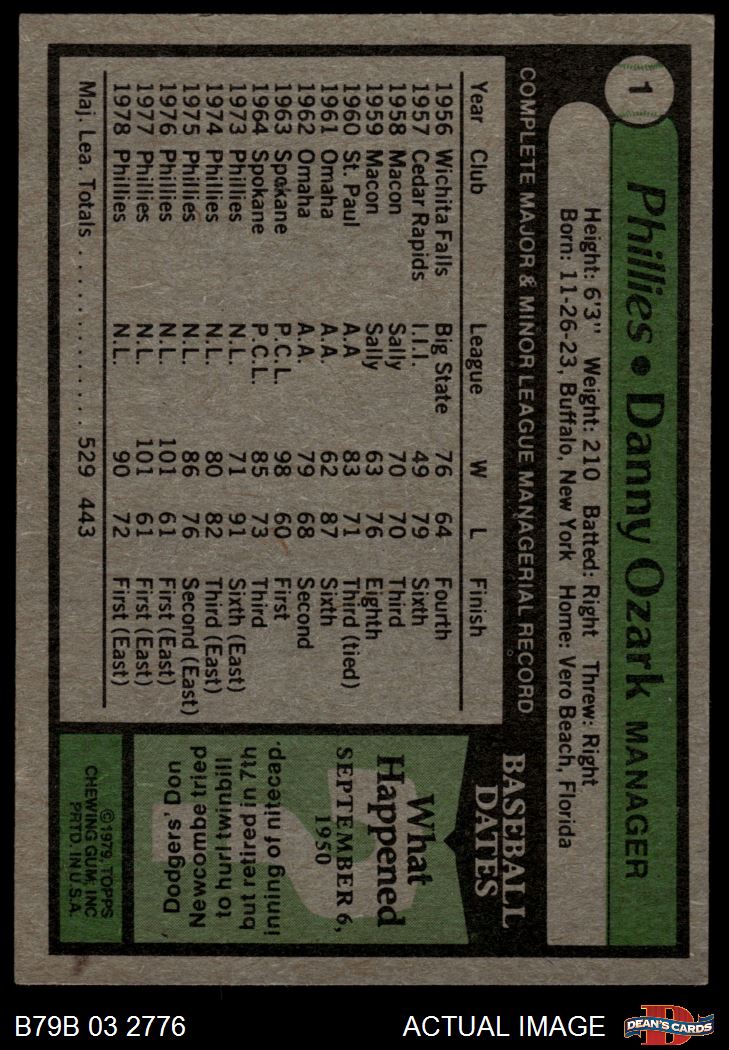 1
Phillies • Danny Ozark MANAGER
Height: 6'3" Weight: 210 Batted: Right Threw: Right
Born: 11-26-23, Buffalo, New York Home: Vero Beach, Florida
COMPLETE MAJOR & MINOR LEAGUE MANAGERIAL RECORD
Year Club League W L Finish
1956 Wichita Falls Big State 76 64 Fourth
1957 Cedar Rapids I.I.I. 49 79 Sixth
1958 Macon Sally 70 70 Third
1959 Macon Sally 63 76 Eighth
1960 St. Paul A.A 83 71 Third (tied)
1961 Omaha A.A. 62 87 Sixth
1962 Omaha A.A. 79 68 Second
1963 Spokane P.C.L. 98 60 First
1964 Spokane P.C.L. 85 73 Third
1973 Phillies N.L. 71 91 Sixth (East)
1974 Phillies N.L. 80 82 Third (East)
1975 Phillies N.L. 86 76 Second (East)
1976 Phillies N.L. 101 61 First (East)
1977 Phillies N.L. 101 61 First (East)
1978 Phillies N.L. 90 72 First (East)
Maj. Lea. Totals . . . . . . . . . . . . . 529 443
BASEBALL
DATES
What
Happened
SEPTEMBER 6,
1950
Dodgers' Don
Newcombe tried
to hurl twinbill
but retired in 7th
inning of nitecap.
©1979, TOPPS
CHEWING GUM, INC
PRTD. IN U.S.A.
B79B 03 2776 ACTUAL IMAGE
DEAN'S CARDS